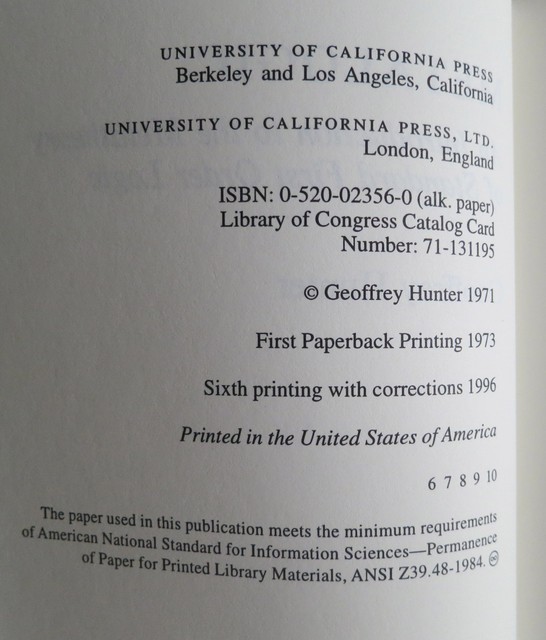 UNIVERSITY OF CALIFORNIA PRESS
Berkeley and Los Angeles, California
UNIVERSITY OF CALIFORNIA PRESS, LTD.
London, England
ISBN: 0-520-02356-0 (alk. paper)
Library of Congress Catalog Card
Number: 71-131195
© Geoffrey Hunter 1971
First Paperback Printing 1973
Sixth printing with corrections 1996
Printed in the United States of America
6 7 8 9 10
The paper used in this publication meets the minimum requirements
of American National Standard for Information Sciences—Permanence
of Paper for Printed Library Materials, ANSI Z39.48-1984. ♾